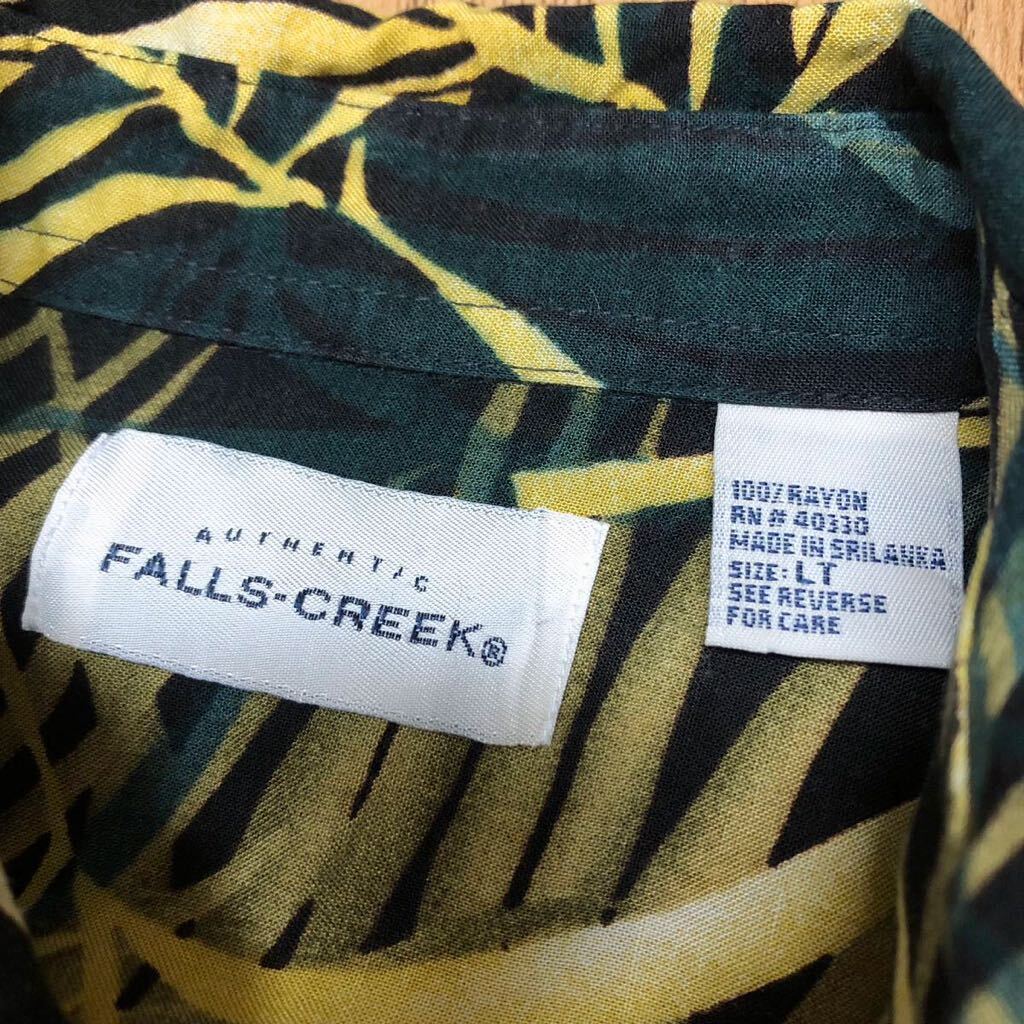 AUTHENTIC
FALLS-CREEK®
100% RAYON
RN # 40330
MADE IN SRILANKA
SIZE: LT
SEE REVERSE
FOR CARE